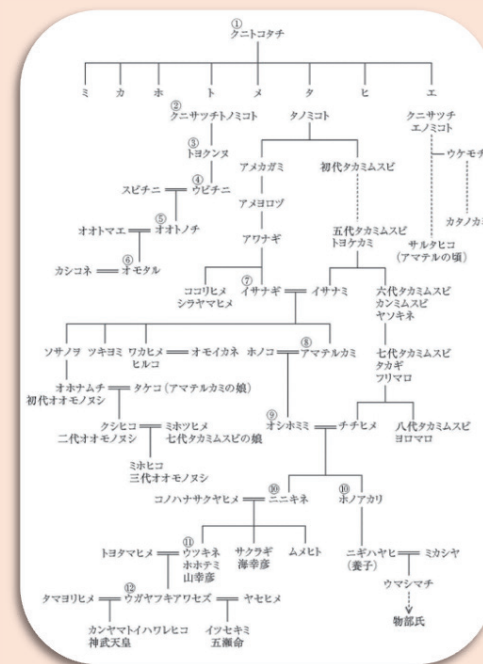 ①
クニトコタチ
ミ カ ホ ト メ タ ヒ エ
② クニサツチトノミコト
タノミコト
クニサツチ
エノミコト
③ トヨクンヌ
ウケモチ
アメカガミ
初代タカミムスビ
スビチニ
④ ウビチニ
アメヨロヅ
カタノカミ
オオトマエ
⑤ オオトノチ
アワナギ
五代タカミムスビ
トヨケカミ
サルタヒコ
(アマテルの頃)
カシコネ
⑥ オモタル
ココリヒメ
シラヤマヒメ
⑦ イサナギ
イサナミ
六代タカミムスビ
カンミムスビ
ヤソキネ
ソサノヲ
ツキヨミ
ワカヒメ
ヒルコ
オモイカネ
ホノコ
⑧ アマテルカミ
七代タカミムスビ
タカギ
フリマロ
オホナムチ
初代オオモノヌシ
タケコ(アマテルカミの娘)
クシヒコ
二代オオモノヌシ
ミホツヒメ
七代タカミムスビの娘
⑨ オシホミミ
チチヒメ
八代タカミムスビ
ヨロマロ
ミホヒコ
三代オオモノヌシ
コノハナサクヤヒメ
⑩ ニニキネ
⑩ ホノアカリ
トヨタマヒメ
⑪ ウツキネ
ホホデミ
山幸彦
サクラギ
海幸彦
ムメヒト
ニギハヤヒ
(養子)
ミカシヤ
ウマシマチ
タマヨリヒメ
⑫ ウガヤフキアワセズ
ヤセヒメ
物部氏
カンヤマトイハワレヒコ
神武天皇
イツセキミ
五瀬命